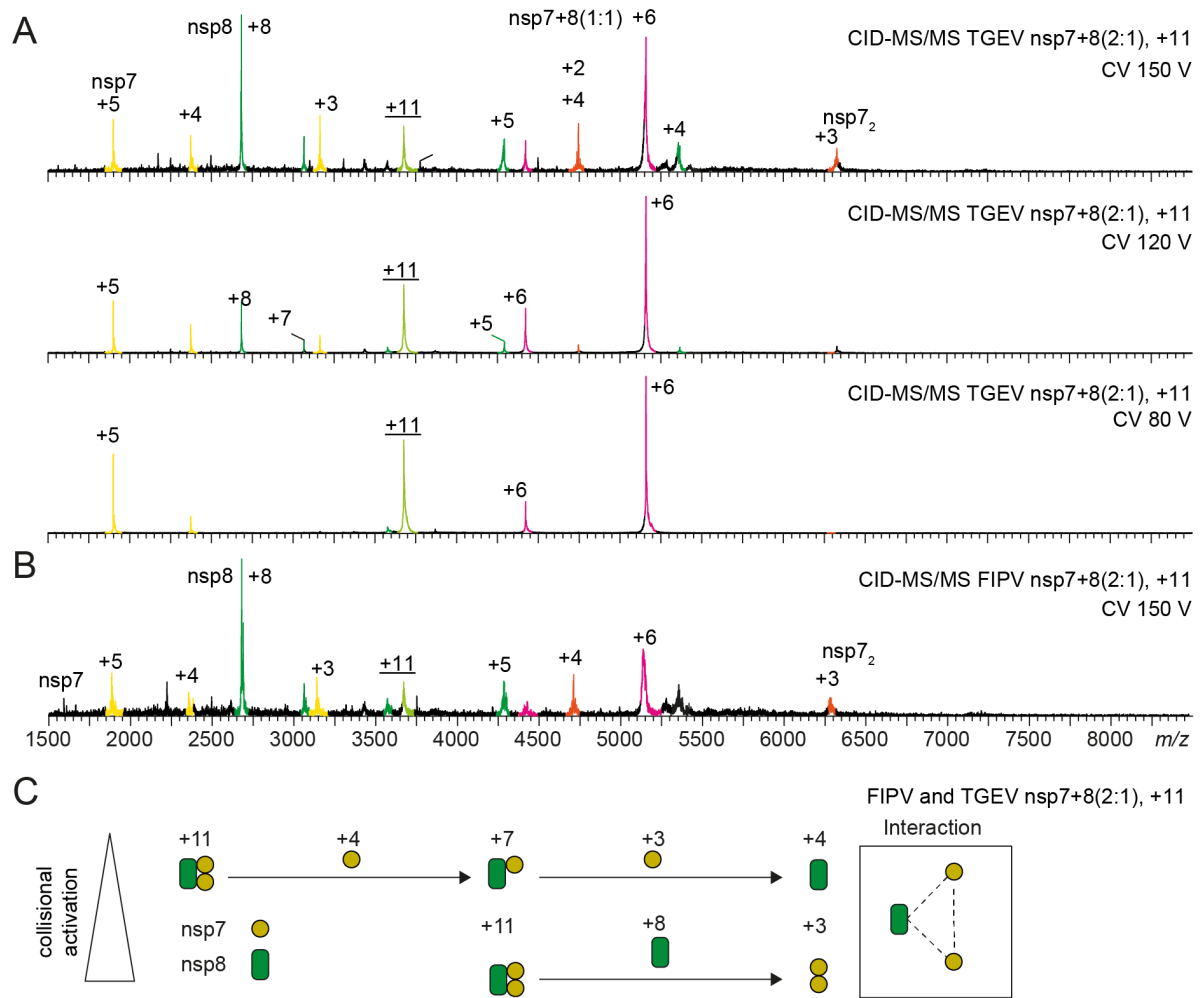 A
nsp8 +8
nsp7+8(1:1) +6
CID-MS/MS TGEV nsp7+8(2:1), +11
CV 150 V
nsp7
+5
+4
+3
+11
+5
+2
+4
+4
nsp7₂
+3
+6
CID-MS/MS TGEV nsp7+8(2:1), +11
CV 120 V
+5
+8
+7
+11
+5
+6
+6
CID-MS/MS TGEV nsp7+8(2:1), +11
CV 80 V
+5
+11
+6
B
nsp8 +8
CID-MS/MS FIPV nsp7+8(2:1), +11
CV 150 V
nsp7
+5
+4
+3
+11
+5
+4
+6
nsp7₂
+3
1500 2000 2500 3000 3500 4000 4500 5000 5500 6000 6500 7000 7500 8000 m/z
C
FIPV and TGEV nsp7+8(2:1), +11
Interaction
collisional
activation
+11 +4 +7 +3 +4
nsp7
nsp8
+11 +8 +3